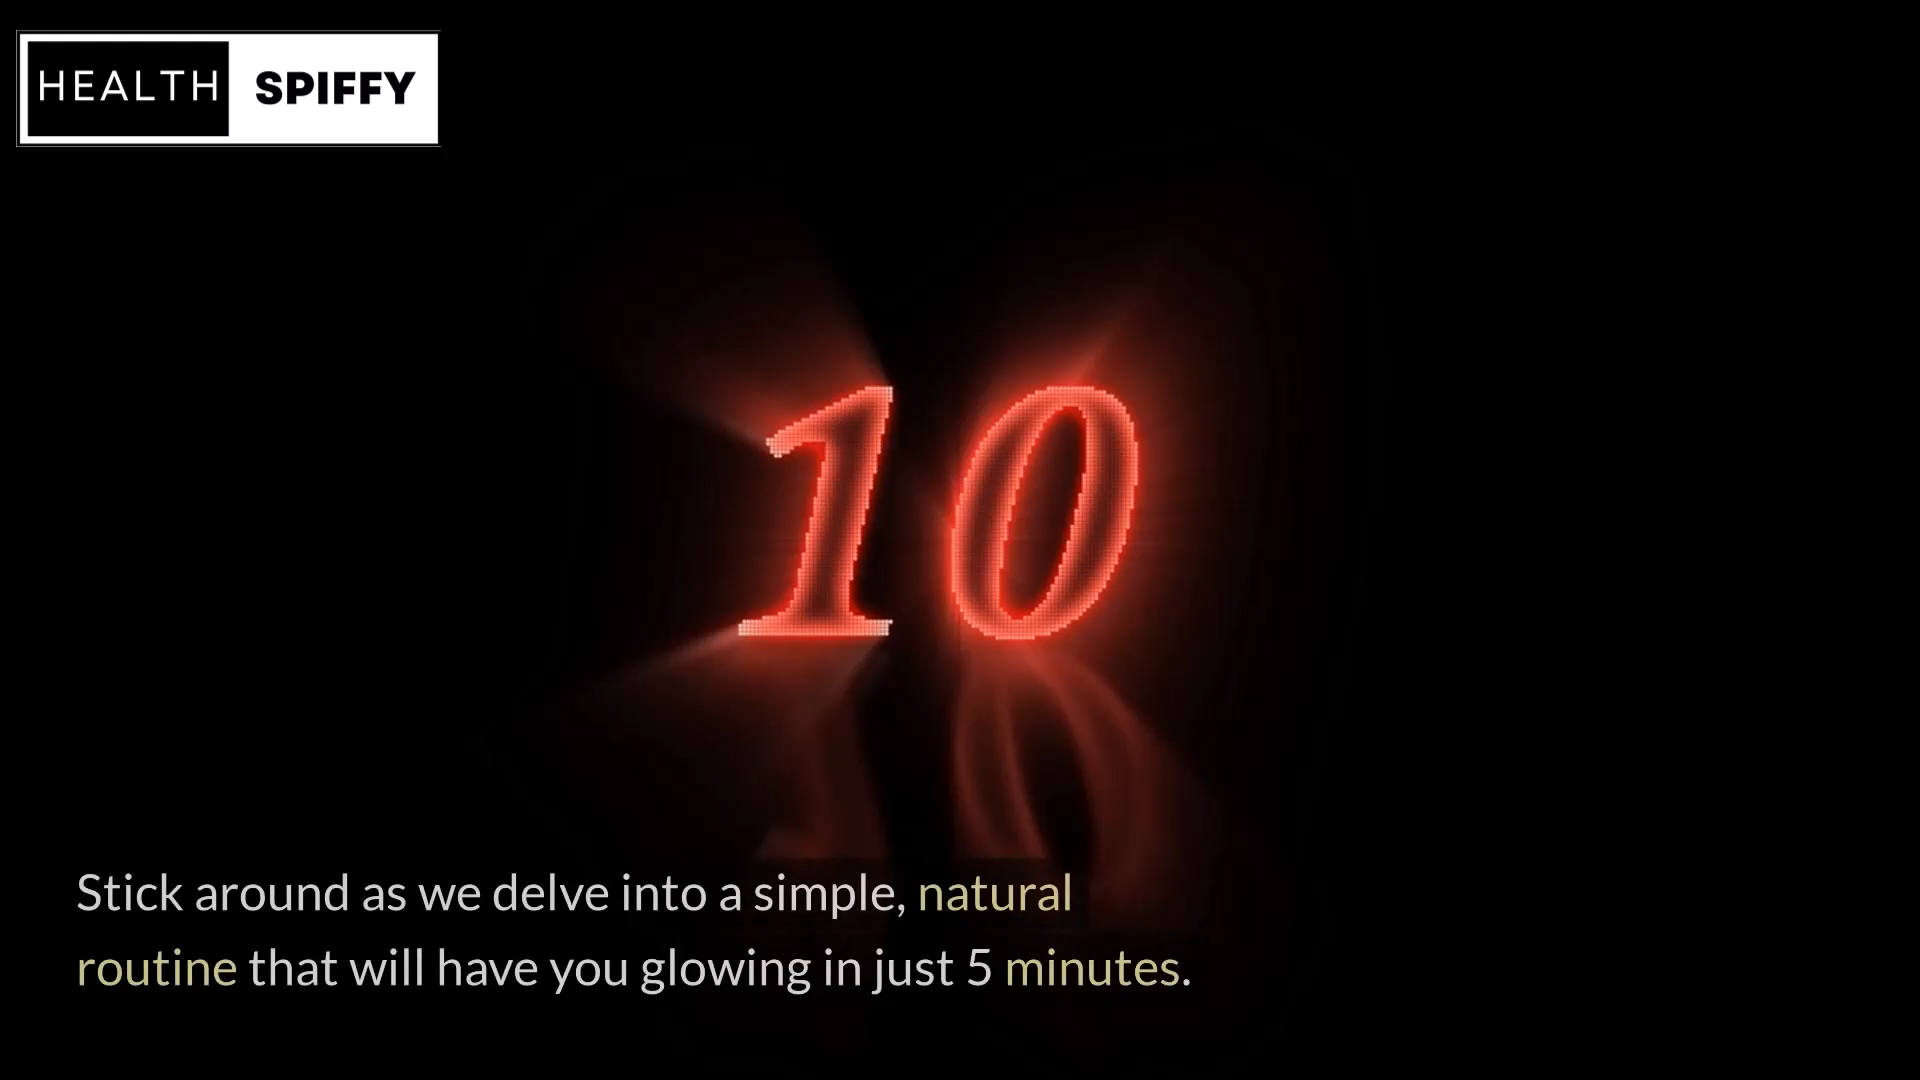 HEALTH SPIFFY
10
Stick around as we delve into a simple, natural
routine that will have you glowing in just 5 minutes.